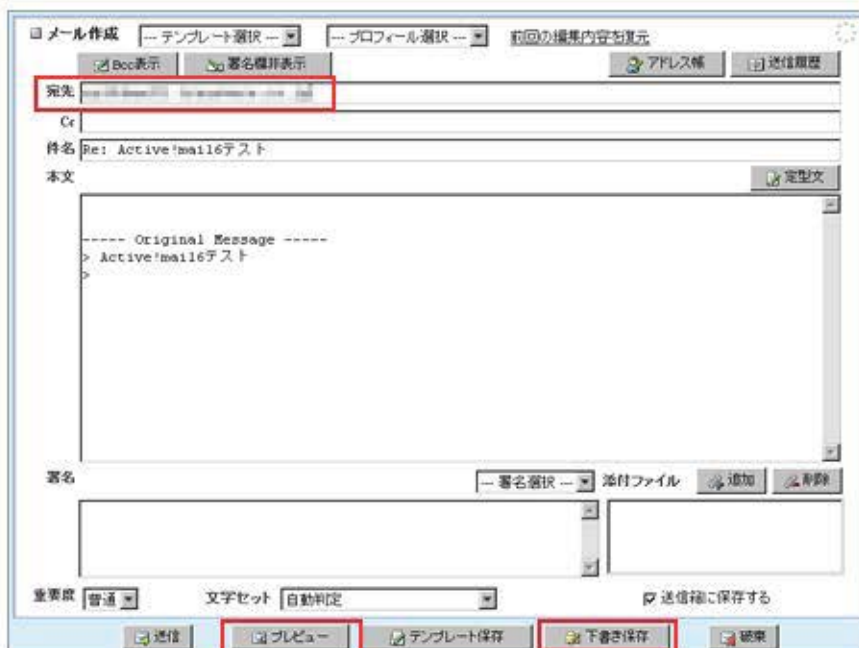 メール作成 --- テンプレート選択 --- --- プロフィール選択 --- 前回の編集内容を復元
Bcc表示 署名欄非表示 アドレス帳 送信履歴
宛先
Cc
件名 Re: Active!mail6テスト
本文 定型文
----- Original Message -----
> Active!mail6テスト
>
署名 --- 署名選択 --- 添付ファイル 追加 削除
重要度 普通 文字セット 自動判定 送信箱に保存する
送信 プレビュー テンプレート保存 下書き保存 破棄